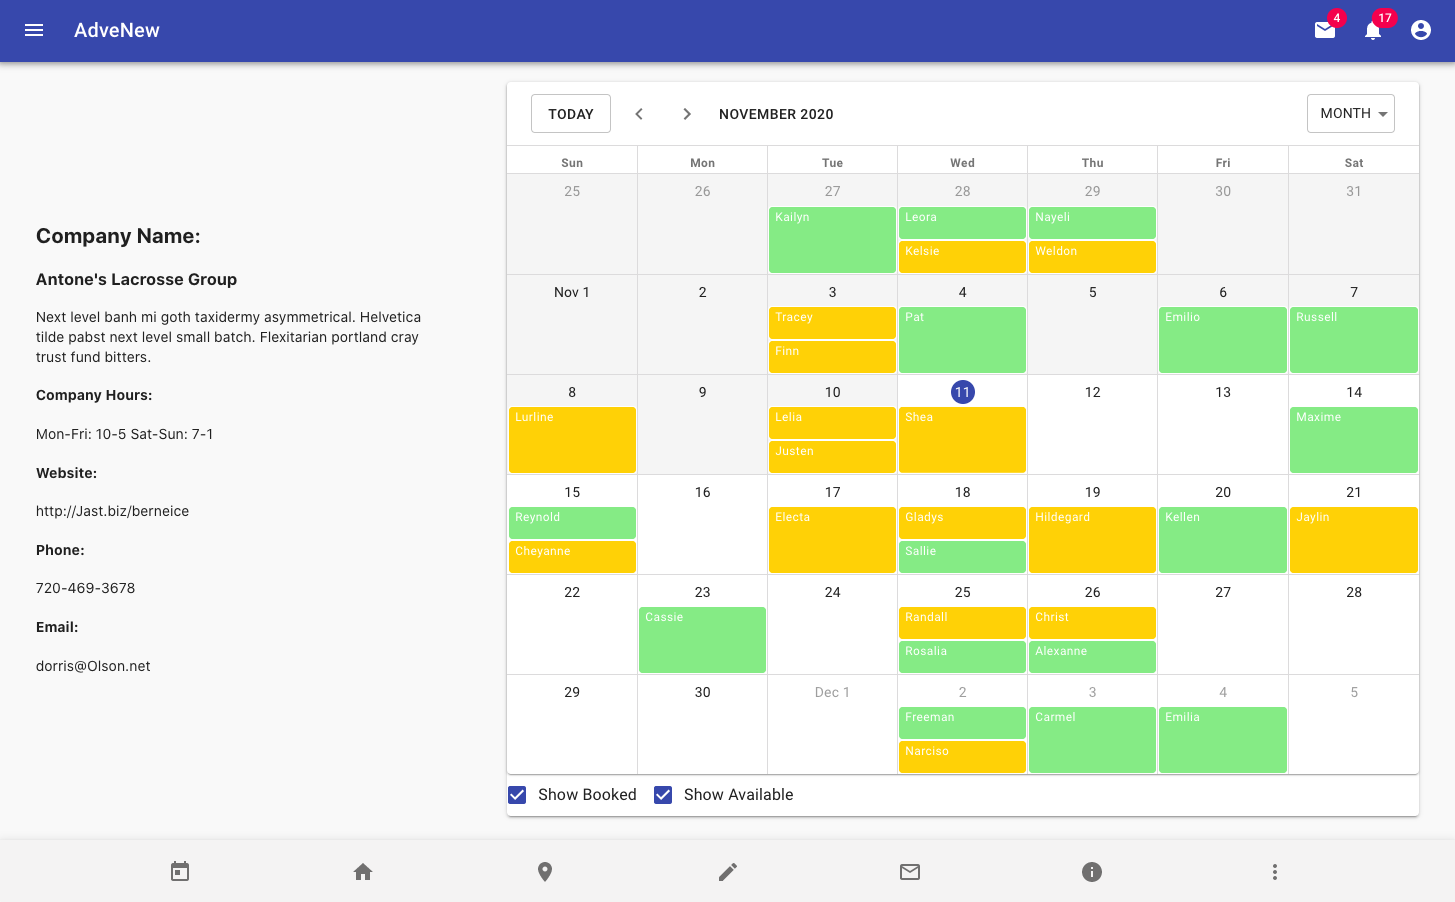 AdveNew
4
17
TODAY
NOVEMBER 2020
MONTH
Sun Mon Tue Wed Thu Fri Sat
25 26 27 28 29 30 31
Kailyn Leora Nayeli
Kelsie Weldon
Nov 1 2 3 4 5 6 7
Tracey Pat Emilio Russell
Finn
8 9 10 11 12 13 14
Lurline Lelia Shea Maxime
Justen
15 16 17 18 19 20 21
Reynold Electa Gladys Hildegard Kellen Jaylin
Cheyanne Sallie
22 23 24 25 26 27 28
Cassie Randall Christ
Rosalia Alexanne
29 30 Dec 1 2 3 4 5
Freeman Carmel Emilia
Narciso
Show Booked Show Available
Company Name:
Antone's Lacrosse Group
Next level banh mi goth taxidermy asymmetrical. Helvetica
tilde pabst next level small batch. Flexitarian portland cray
trust fund bitters.
Company Hours:
Mon-Fri: 10-5 Sat-Sun: 7-1
Website:
http://Jast.biz/berneice
Phone:
720-469-3678
Email:
dorris@Olson.net